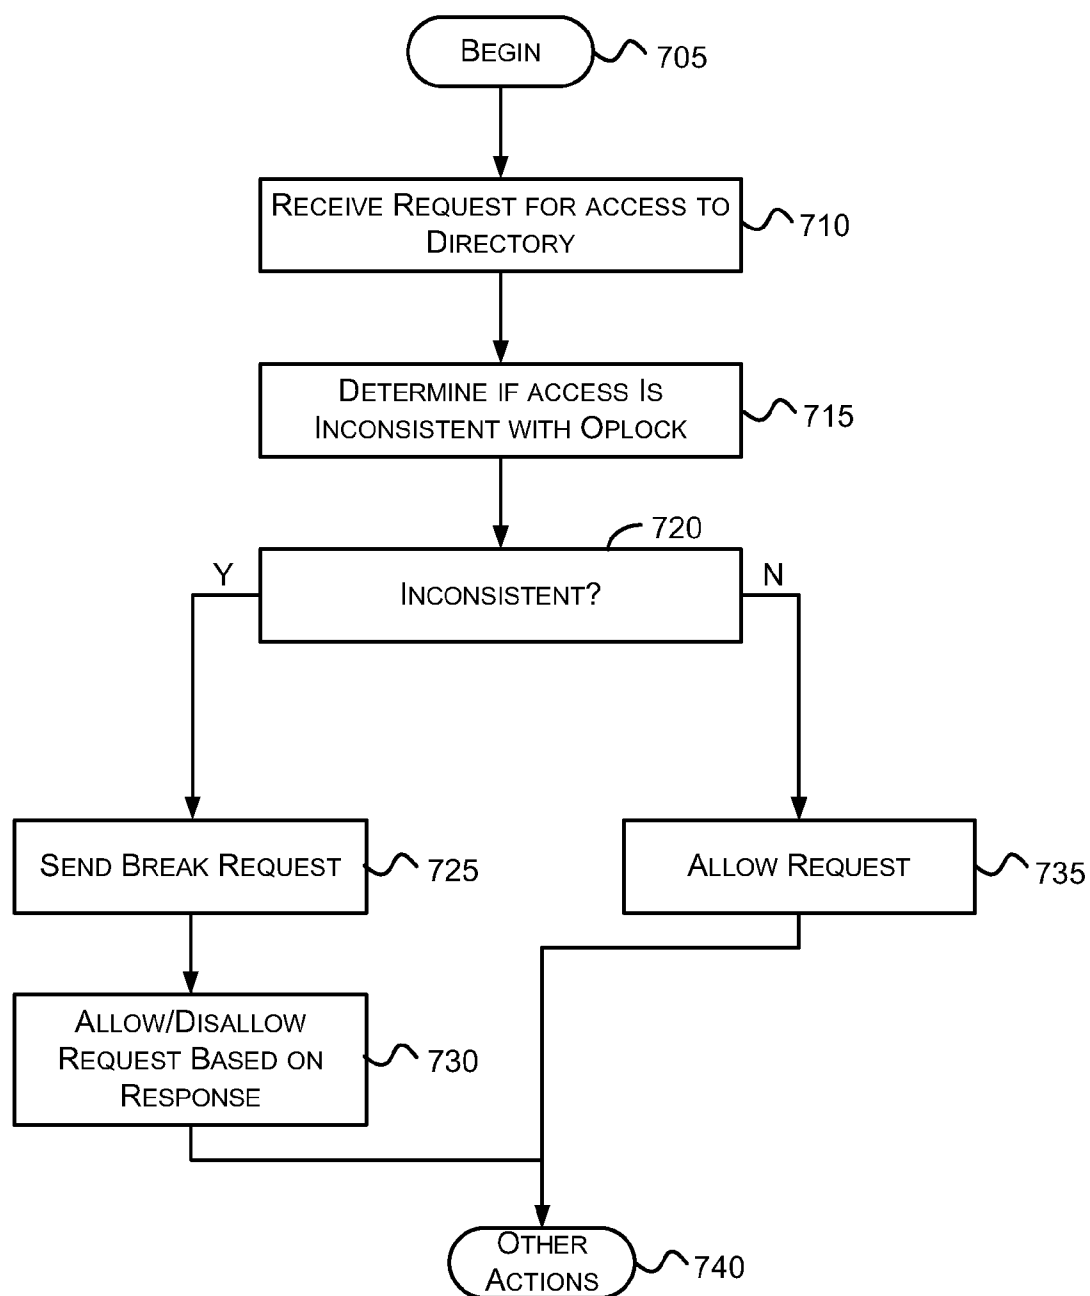 BEGIN
705
RECEIVE REQUEST FOR ACCESS TO
DIRECTORY
710
DETERMINE IF ACCESS IS
INCONSISTENT WITH OPLOCK
715
720
Y
INCONSISTENT?
N
SEND BREAK REQUEST
725
ALLOW REQUEST
735
ALLOW/DISALLOW
REQUEST BASED ON
RESPONSE
730
OTHER
ACTIONS
740